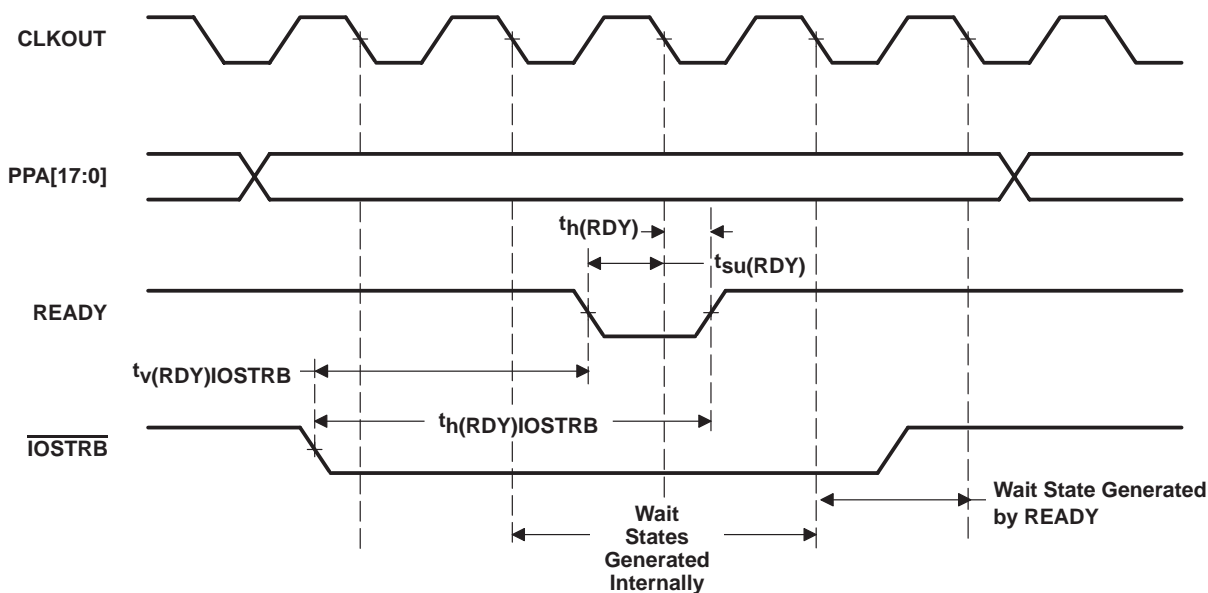 CLKOUT
PPA[17:0]
th(RDY)
tsu(RDY)
READY
tv(RDY)IOSTRB
th(RDY)IOSTRB
IOSTRB
Wait
States
Generated
Internally
Wait State Generated
by READY